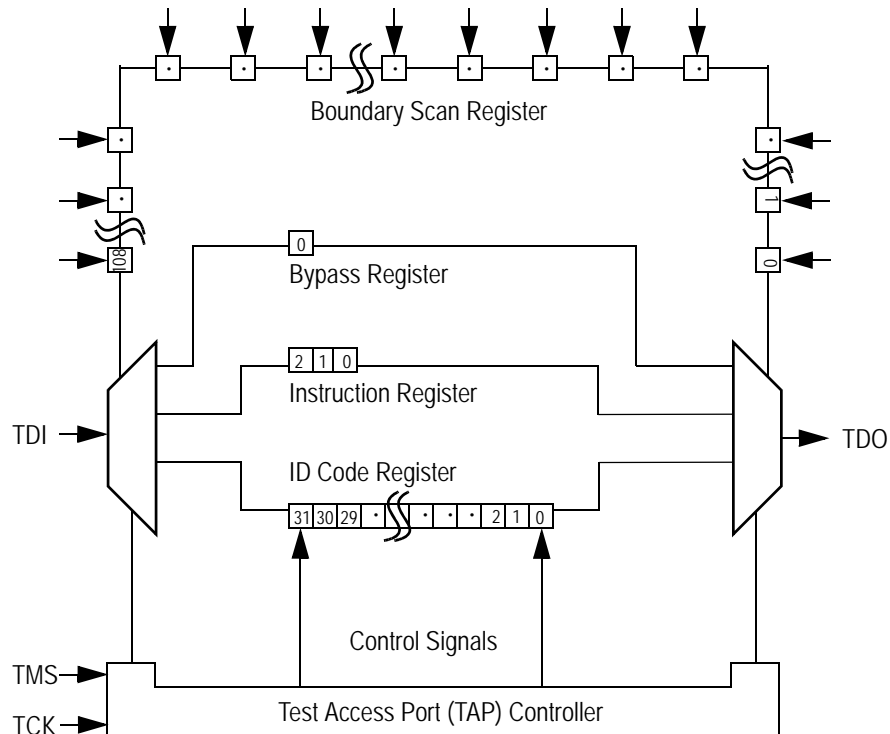 Boundary Scan Register
1
108
0
0
Bypass Register
2 1 0
Instruction Register
TDI
TDO
ID Code Register
31 30 29 · · · · 2 1 0
Control Signals
TMS
Test Access Port (TAP) Controller
TCK